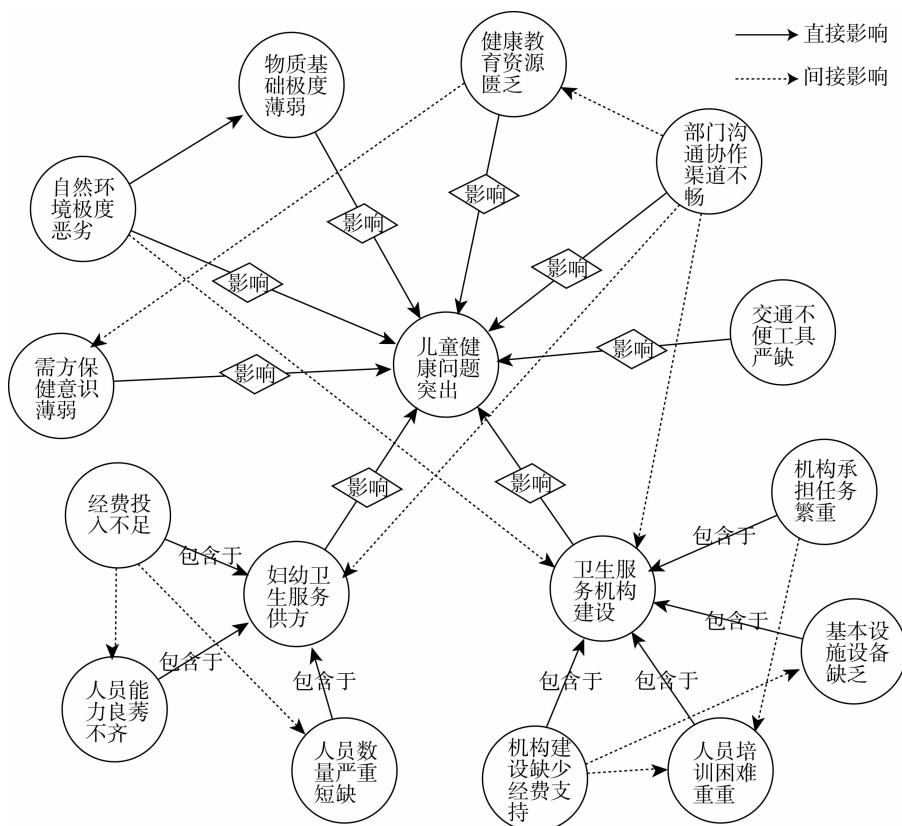 直接影响
间接影响
物质基
础极度
薄弱
健康教
育资源
匮乏
部门沟
通协作
渠道不
畅
自然环
境极度
恶劣
影响
影响
影响
影响
影响
交通不
便工具
严缺
儿童健
康问题
突出
影响
需方保
健意识
薄弱
影响
影响
影响
机构承
担任务
繁重
经费投
入不足
包含于
包含于
妇幼卫
生服务
供方
卫生服
务机构
建设
包含于
基本设
施设备
缺乏
包含于
人员能
力良莠
不齐
包含于
包含于
包含于
人员数
量严重
短缺
机构建
设缺少
经费支
持
人员培
训困难
重重